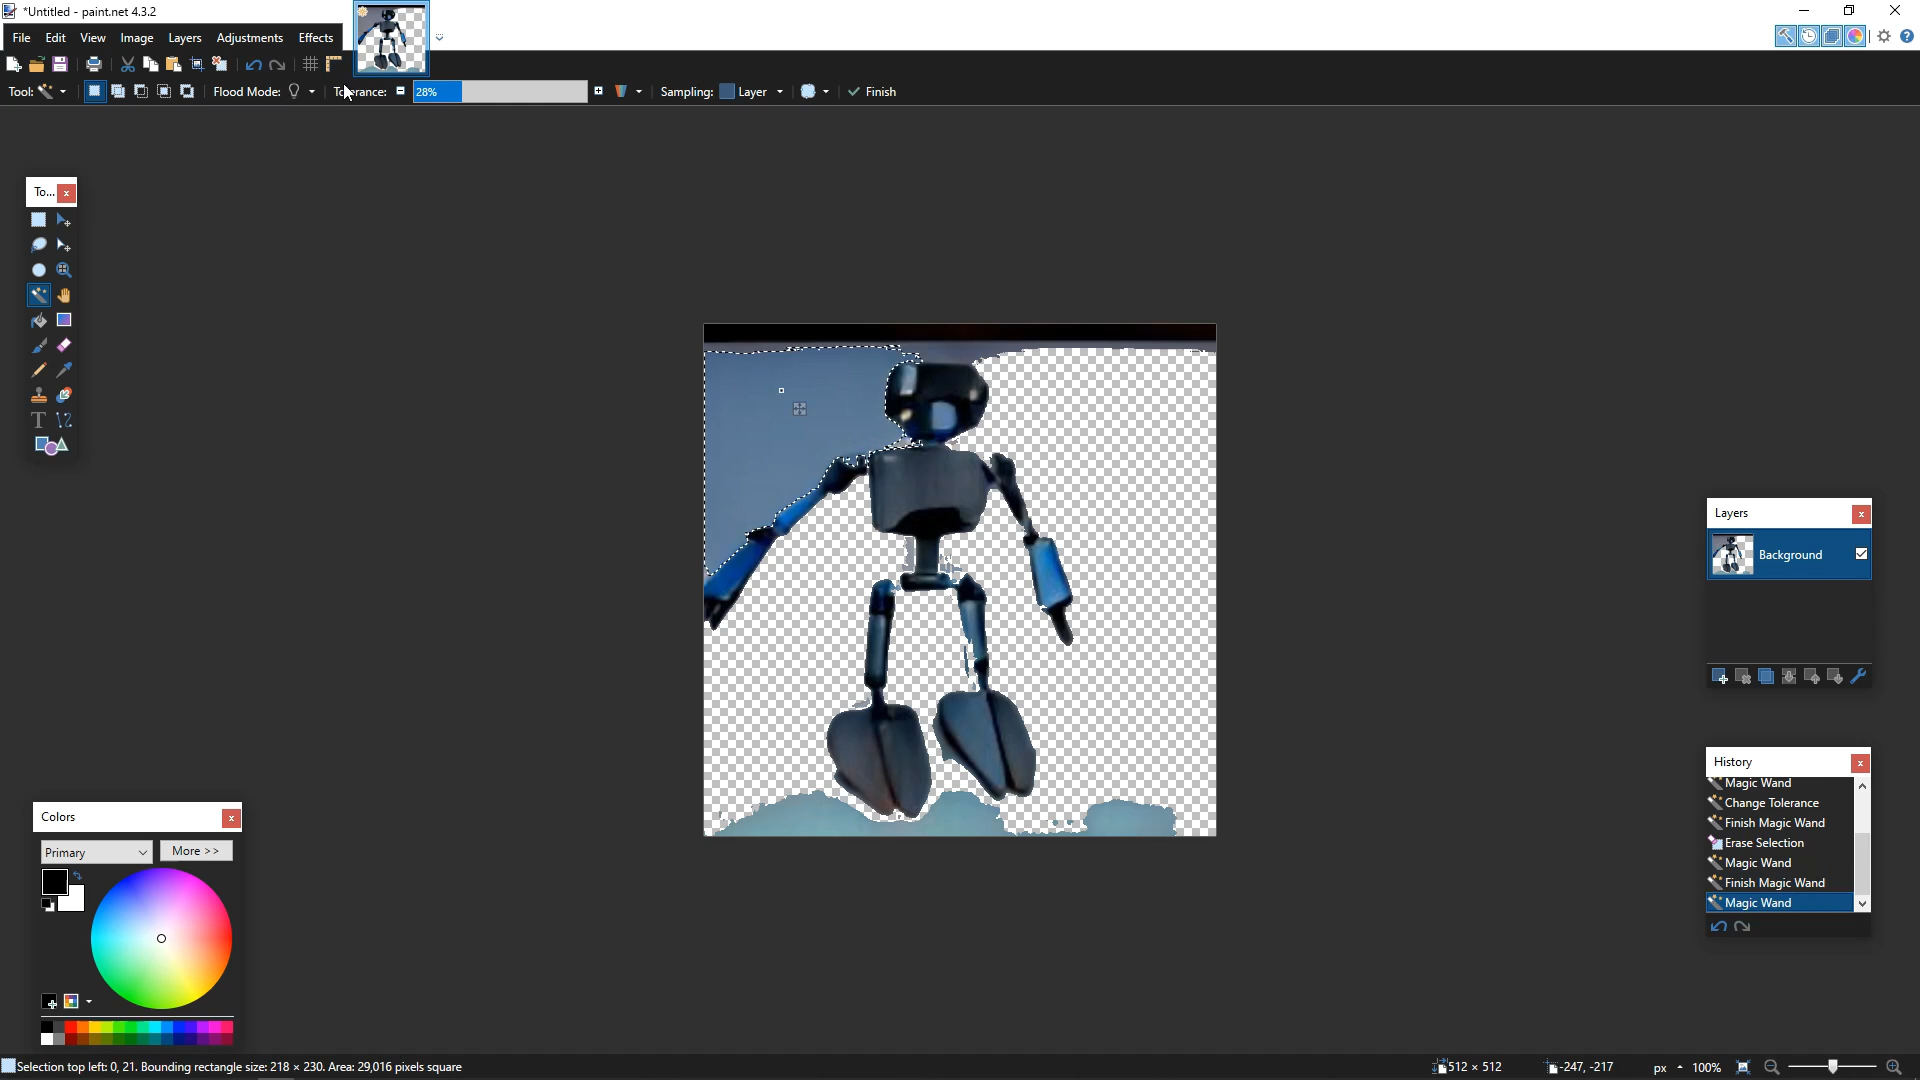 *Untitled - paint.net 4.3.2
File Edit View Image Layers Adjustments Effects
Tool: Flood Mode: Tolerance: 28% Sampling: Layer Finish
To...
Layers
Background
Colors
Primary More >>
History
Magic Wand
Change Tolerance
Finish Magic Wand
Erase Selection
Magic Wand
Finish Magic Wand
Magic Wand
Selection top left: 0, 21. Bounding rectangle size: 218 × 230. Area: 29,016 pixels square 512 × 512 -247, -217 px 100%